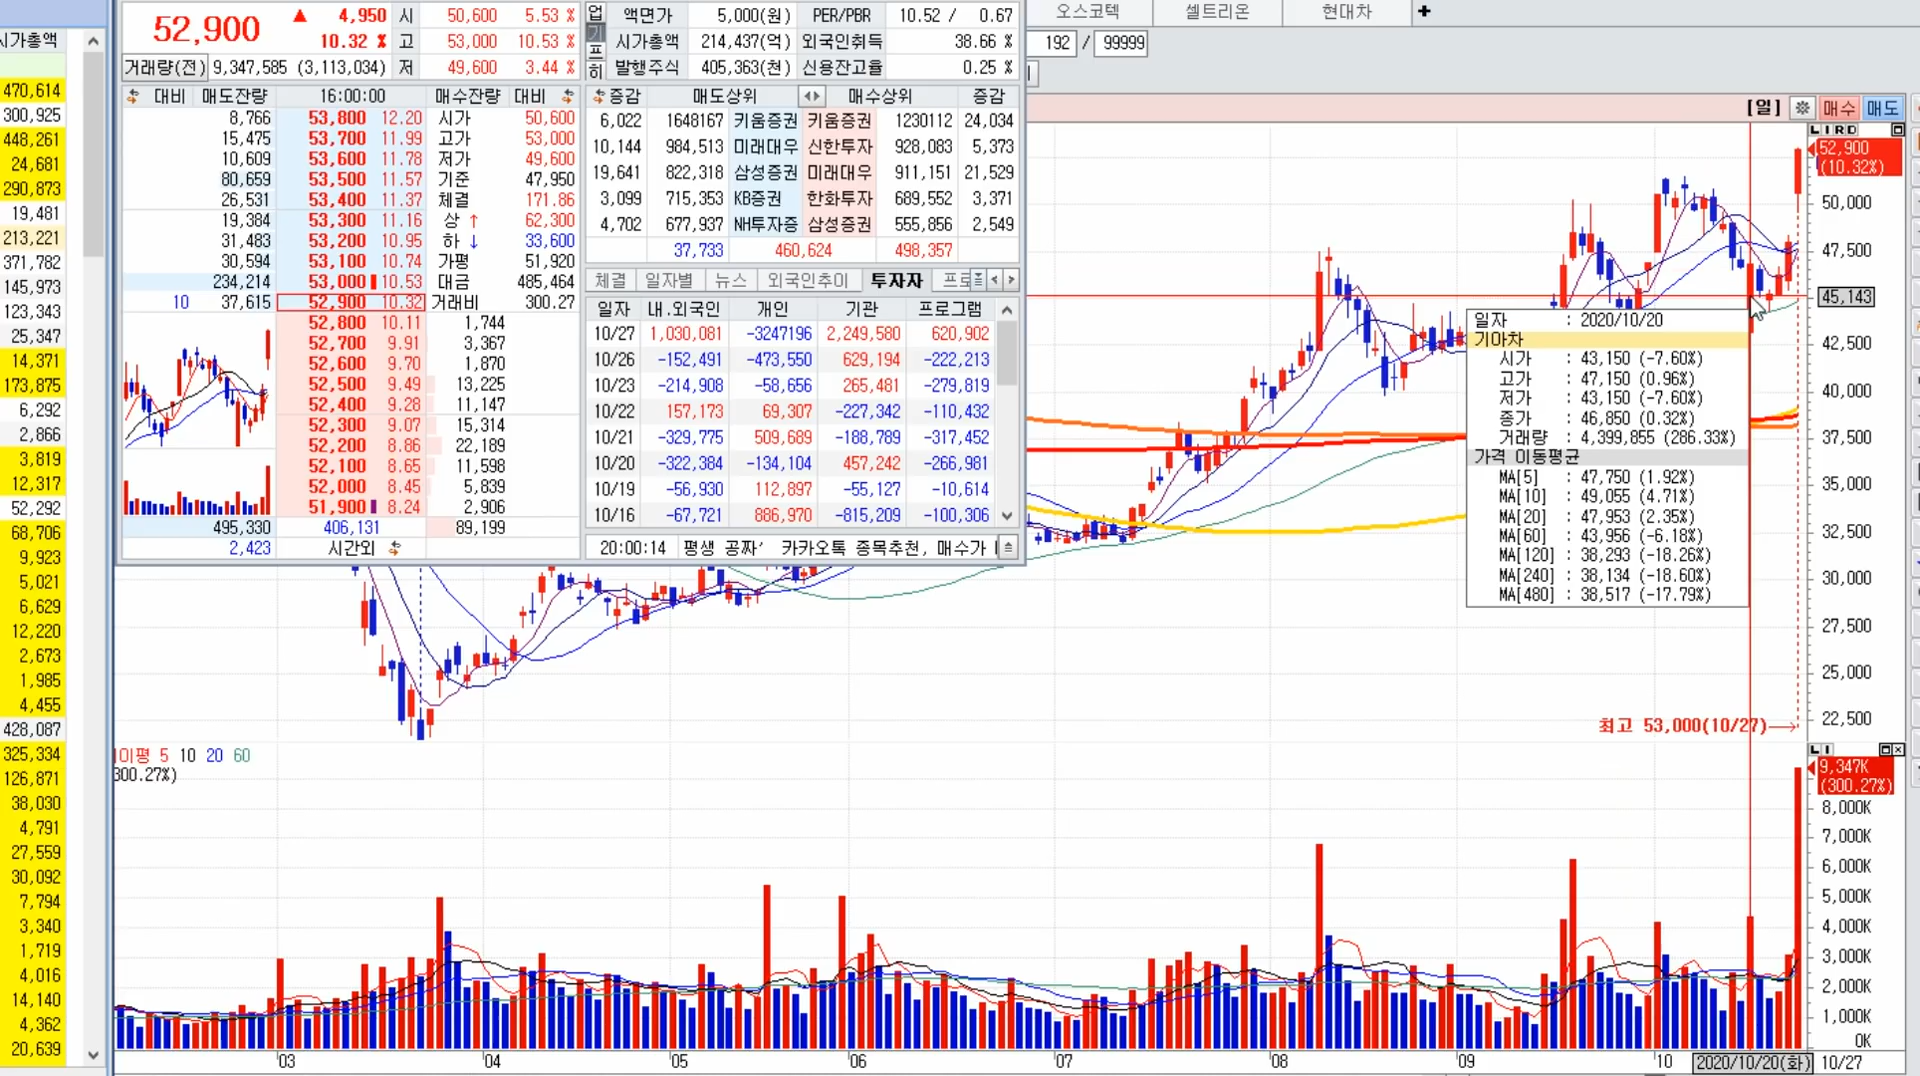 오스코텍 셀트리온 현대차
192 / 99999
시가총액
470,614
300,925
448,261
24,681
290,873
19,481
213,221
371,782
145,973
123,343
25,347
14,371
173,875
6,292
2,866
3,819
12,317
52,292
68,706
9,923
5,021
6,629
12,220
2,673
1,985
4,455
428,087
325,334
126,871
38,030
4,791
27,559
30,092
7,794
3,340
1,719
4,016
14,140
4,362
20,639
52,900 ▲ 4,950 시 50,600 5.53 %
10.32 % 고 53,000 10.53 %
거래량(전) 9,347,585 (3,113,034) 저 49,600 3.44 %
업
기
프
히
액면가 5,000(원) PER/PBR 10.52 / 0.67
시가총액 214,437(억) 외국인취득 38.66 %
발행주식 405,363(천) 신용잔고율 0.25 %
대비 매도잔량 16:00:00 매수잔량 대비
8,766 53,800 12.20 시가 50,600
15,475 53,700 11.99 고가 53,000
10,609 53,600 11.78 저가 49,600
80,659 53,500 11.57 기준 47,950
26,531 53,400 11.37 체결 171.86
19,384 53,300 11.16 상 ↑ 62,300
31,483 53,200 10.95 하 ↓ 33,600
30,594 53,100 10.74 가평 51,920
234,214 53,000 10.53 대금 485,464
10 37,615 52,900 10.32 거래비 300.27
52,800 10.11 1,744
52,700 9.91 3,367
52,600 9.70 1,870
52,500 9.49 13,225
52,400 9.28 11,147
52,300 9.07 15,314
52,200 8.86 22,189
52,100 8.65 11,598
52,000 8.45 5,839
51,900 8.24 2,906
495,330 406,131 89,199
2,423 시간외
증감 매도상위 매수상위 증감
6,022 1648167 키움증권 키움증권 1230112 24,034
10,144 984,513 미래대우 신한투자 928,083 5,373
19,641 822,318 삼성증권 미래대우 911,151 21,529
3,099 715,353 KB증권 한화투자 689,552 3,371
4,702 677,937 NH투자증 삼성증권 555,856 2,549
37,733 460,624 498,357
체결 일자별 뉴스 외국인추이 투자자 프로
일자 내.외국인 개인 기관 프로그램
10/27 1,030,081 -3247196 2,249,580 620,902
10/26 -152,491 -473,550 629,194 -222,213
10/23 -214,908 -58,656 265,481 -279,819
10/22 157,173 69,307 -227,342 -110,432
10/21 -329,775 509,689 -188,789 -317,452
10/20 -322,384 -134,104 457,242 -266,981
10/19 -56,930 112,897 -55,127 -10,614
10/16 -67,721 886,970 -815,209 -100,306
20:00:14 평생 공짜' 카카오톡 종목추천, 매수가
[일] 매수 매도
L I R D
52,900
(10.32%)
50,000
47,500
45,143
42,500
40,000
37,500
35,000
32,500
30,000
27,500
25,000
22,500
일자 : 2020/10/20
기아차
시가 : 43,150 (-7.60%)
고가 : 47,150 (0.96%)
저가 : 43,150 (-7.60%)
종가 : 46,850 (0.32%)
거래량 : 4,399,855 (286.33%)
가격 이동평균
MA[5] : 47,750 (1.92%)
MA[10] : 49,055 (4.71%)
MA[20] : 47,953 (2.35%)
MA[60] : 43,956 (-6.18%)
MA[120] : 38,293 (-18.26%)
MA[240] : 38,134 (-18.60%)
MA[480] : 38,517 (-17.79%)
최고 53,000(10/27)
이평 5 10 20 60
300.27%)
L I
9,347K
(300.27%)
8,000K
7,000K
6,000K
5,000K
4,000K
3,000K
2,000K
1,000K
0K
03 04 05 06 07 08 09 10 2020/10/20(화) 10/27